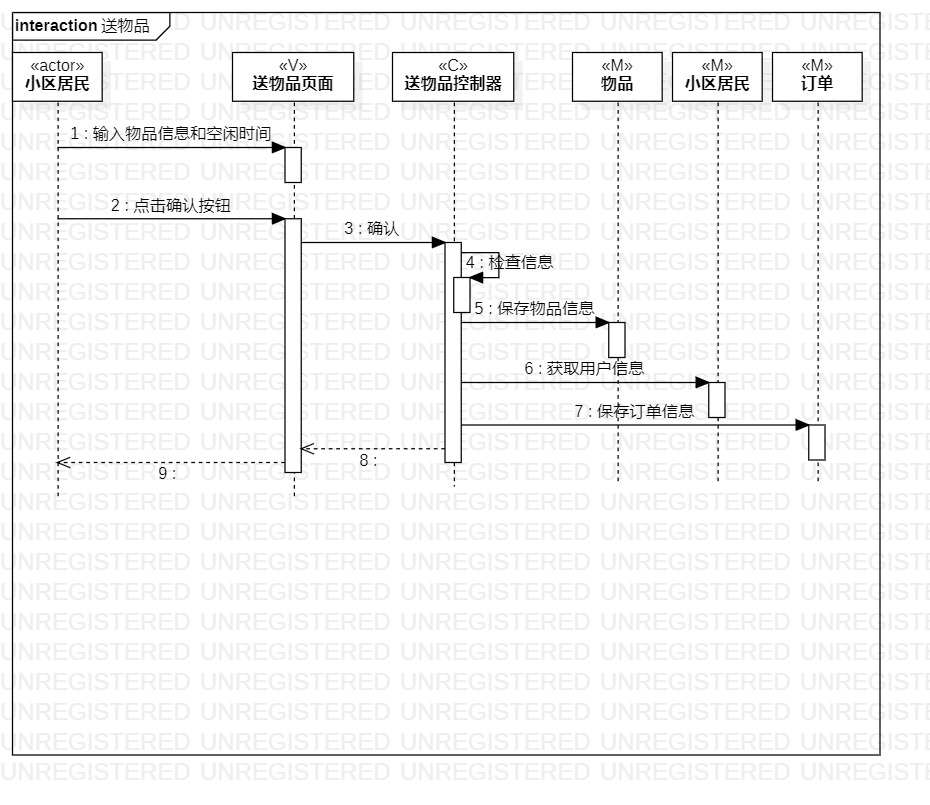 interaction 送物品
«actor»
小区居民
«V»
送物品页面
«C»
送物品控制器
«M»
物品
«M»
小区居民
«M»
订单
1 : 输入物品信息和空闲时间
2 : 点击确认按钮
3 : 确认
4 : 检查信息
5 : 保存物品信息
6 : 获取用户信息
7 : 保存订单信息
8 :
9 :
UNREGISTERED